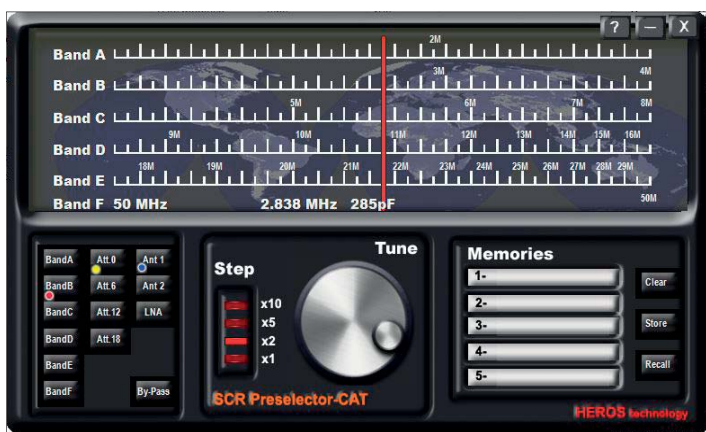 ? — X
2M
Band A
3M 4M
Band B
5M 6M 7M 8M
Band C
9M 10M 11M 12M 13M 14M 15M 16M
Band D
18M 19M 20M 21M 22M 23M 24M 25M 26M 27M 28M 29M
Band E
Band F 50 MHz 2.838 MHz 285pF 50M
BandA Att.0 Ant 1
BandB Att.6 Ant 2
BandC Att.12 LNA
BandD Att.18
BandE
BandF By-Pass
Tune
Step
x10
x5
x2
x1
SCR Preselector-CAT
Memories
1- Clear
2-
3- Store
4- Recall
5-
HEROS technology